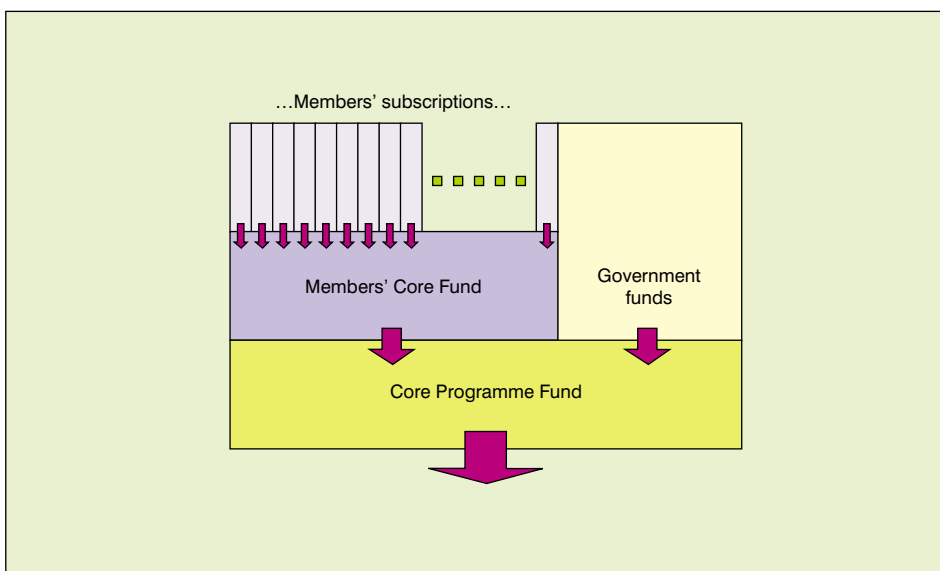 …Members’ subscriptions…
Members’ Core Fund
Government
funds
Core Programme Fund